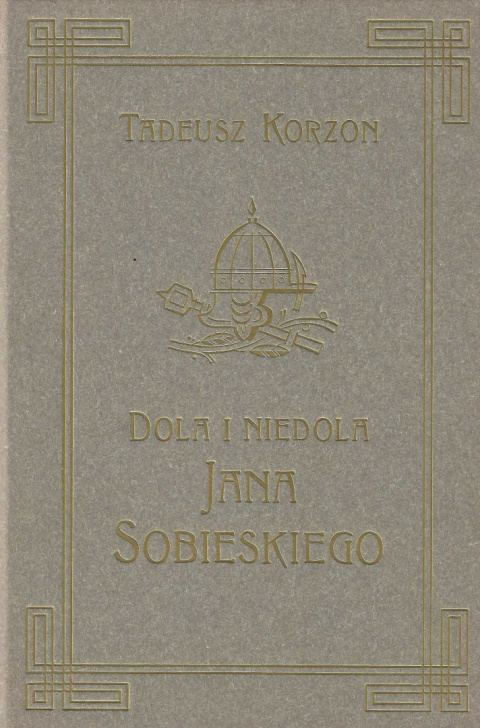 Tadeusz Korzon
Dola i niedola
Jana
Sobieskiego